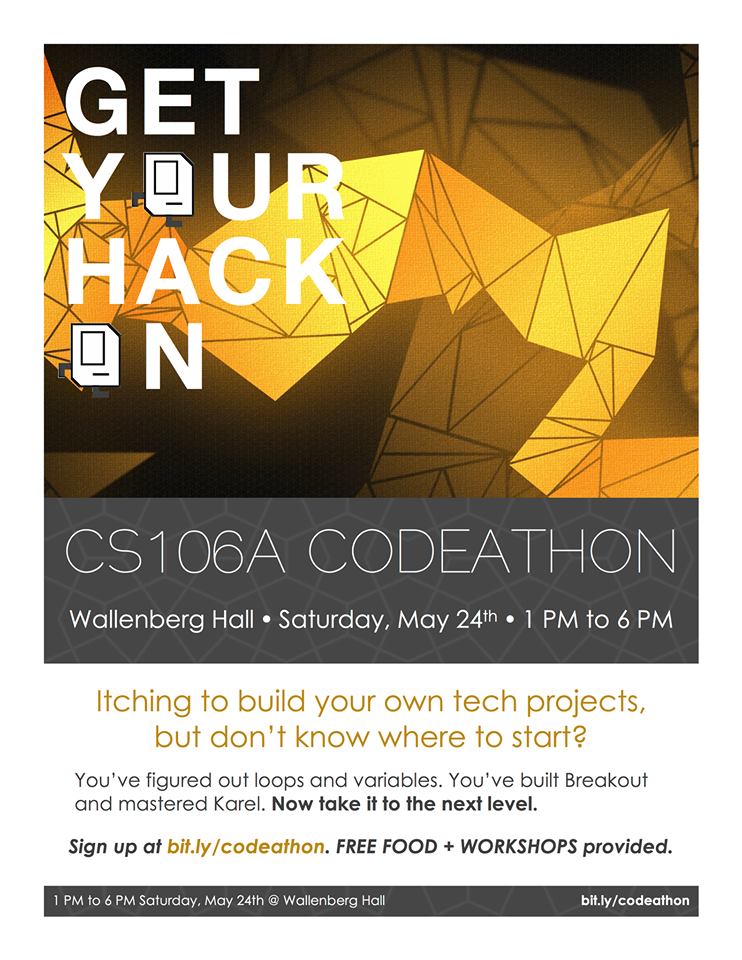 GET
YOUR
HACK
ON
CS106A CODEATHON
Wallenberg Hall • Saturday, May 24th • 1 PM to 6 PM
Itching to build your own tech projects,
but don't know where to start?
You've figured out loops and variables. You've built Breakout
and mastered Karel. Now take it to the next level.
Sign up at bit.ly/codeathon. FREE FOOD + WORKSHOPS provided.
1 PM to 6 PM Saturday, May 24th @ Wallenberg Hall
bit.ly/codeathon